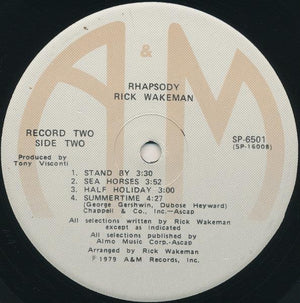 A & M
RHAPSODY
RICK WAKEMAN
RECORD TWO
SIDE TWO
SP-6501
(SP-16008)
Produced by
Tony Visconti
1. STAND BY 3:30
2. SEA HORSES 3:52
3. HALF HOLIDAY 3:00
4. SUMMERTIME 4:27
(George Gershwin, Dubose Heyward)
Chappell & Co., Inc.-Ascap
All selections written by Rick Wakeman
except as indicated
All selections published by
Almo Music Corp.-Ascap
Arranged by Rick Wakeman
℗1979 A&M Records, Inc.